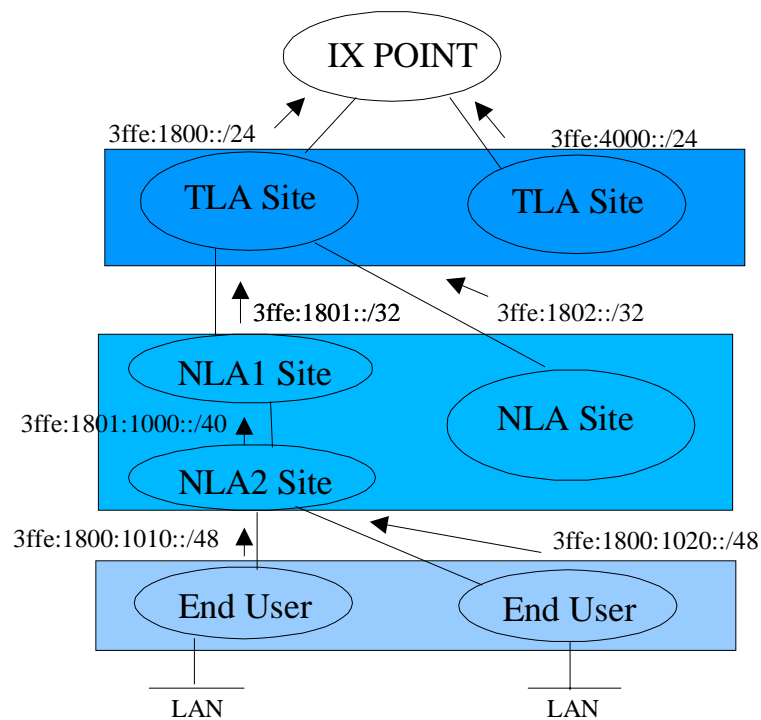 IX POINT
3ffe:1800::/24
3ffe:4000::/24
TLA Site
TLA Site
3ffe:1801::/32
3ffe:1802::/32
NLA1 Site
NLA Site
3ffe:1801:1000::/40
NLA2 Site
3ffe:1800:1010::/48
3ffe:1800:1020::/48
End User
End User
LAN
LAN